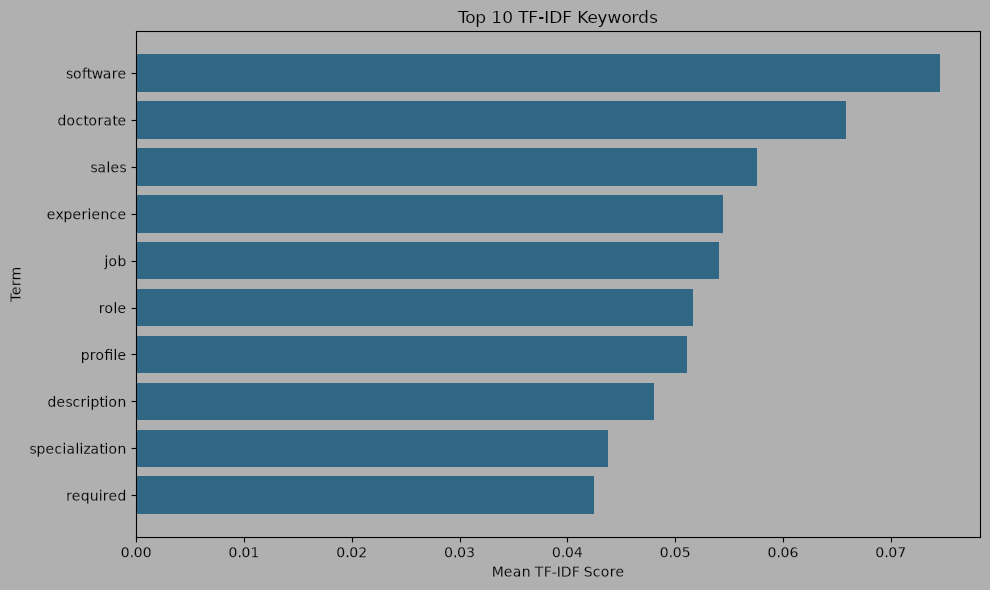 Top 10 TF-IDF Keywords
Term
software
doctorate
sales
experience
job
role
profile
description
specialization
required
0.00 0.01 0.02 0.03 0.04 0.05 0.06 0.07
Mean TF-IDF Score